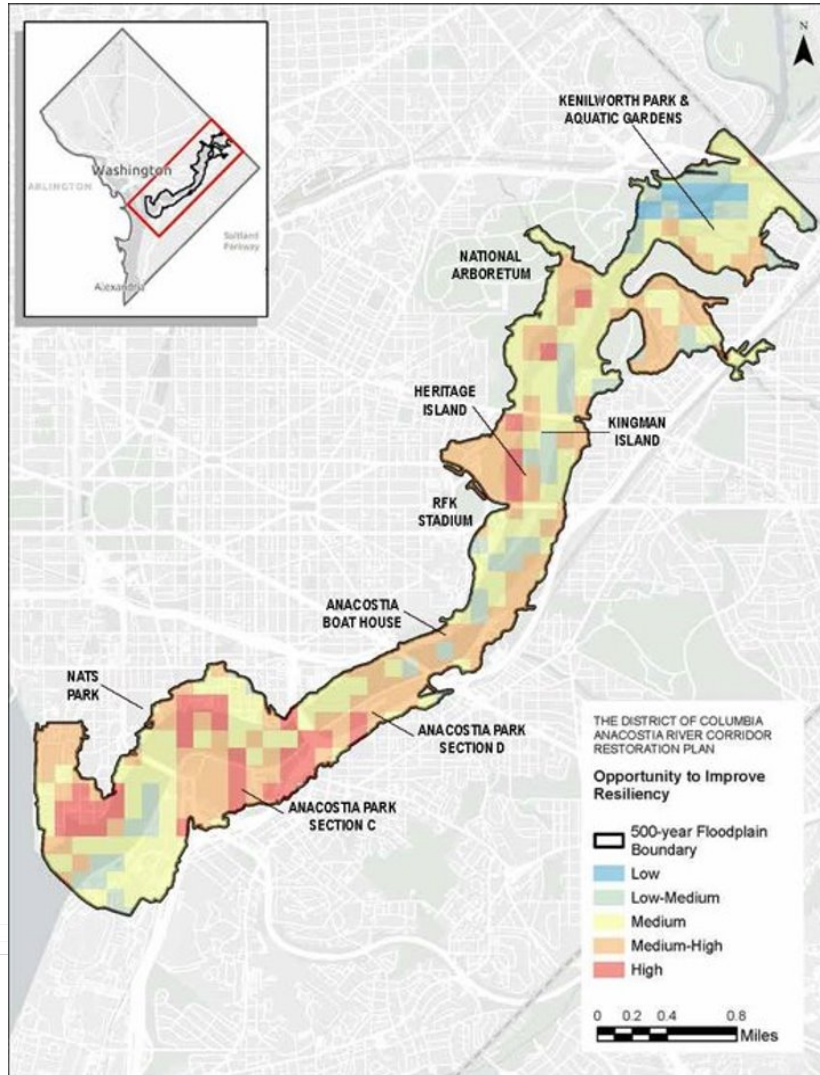 N
KENILWORTH PARK &
AQUATIC GARDENS
Washington
ARLINGTON
Suitland
Parkway
Alexandria
NATIONAL
ARBORETUM
HERITAGE
ISLAND
KINGMAN
ISLAND
RFK
STADIUM
ANACOSTIA
BOAT HOUSE
NATS
PARK
ANACOSTIA PARK
SECTION D
ANACOSTIA PARK
SECTION C
THE DISTRICT OF COLUMBIA
ANACOSTIA RIVER CORRIDOR
RESTORATION PLAN
Opportunity to Improve
Resiliency
500-year Floodplain
Boundary
Low
Low-Medium
Medium
Medium-High
High
0 0.2 0.4 0.8
Miles